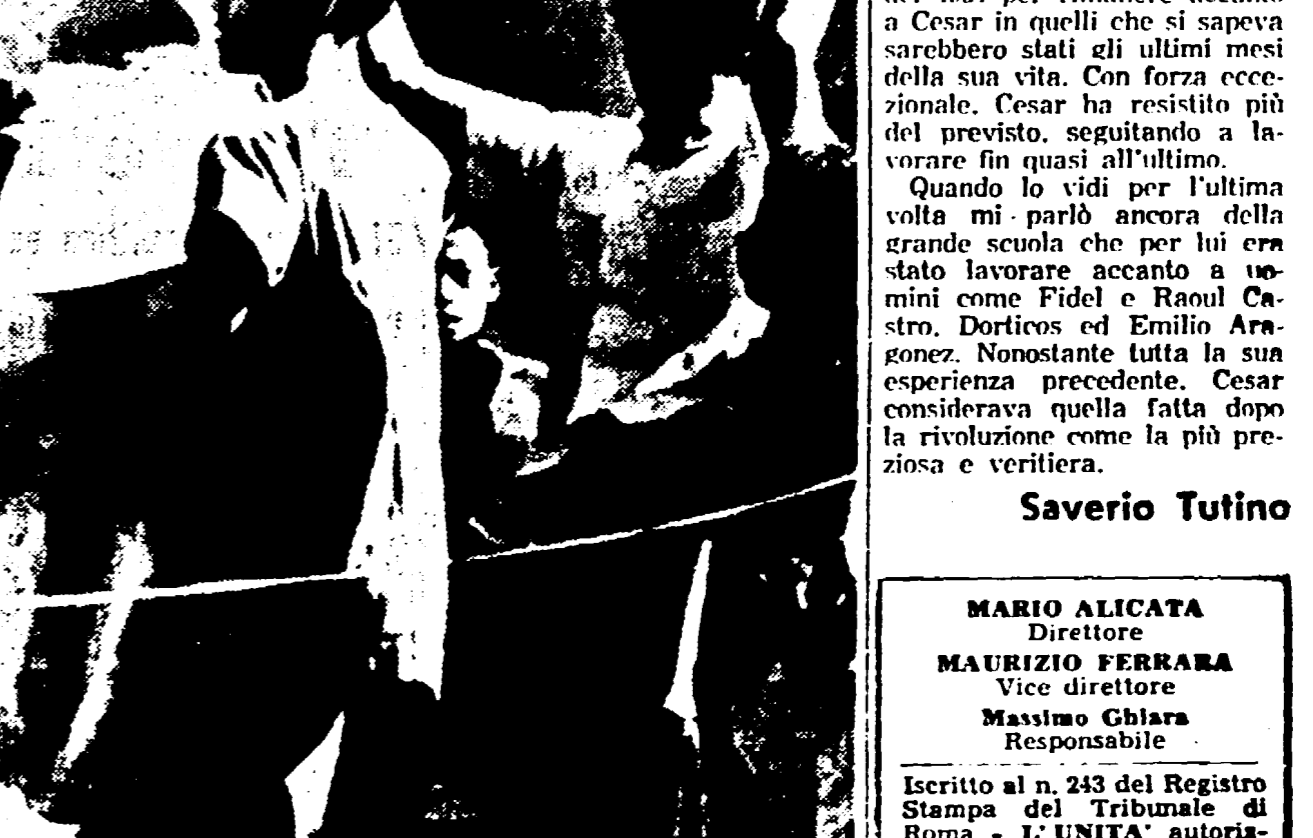 a Cesar in quelli che si sapeva
sarebbero stati gli ultimi mesi
della sua vita. Con forza ecce-
zionale. Cesar ha resistito più
del previsto. seguitando a la-
vorare fin quasi all'ultimo.
Quando lo vidi per l'ultima
volta mi parlò ancora della
grande scuola che per lui era
stato lavorare accanto a uo-
mini come Fidel e Raoul Ca-
stro. Dorticos ed Emilio Ara-
gonez. Nonostante tutta la sua
esperienza precedente. Cesar
considerava quella fatta dopo
la rivoluzione come la più pre-
ziosa e veritiera.
Saverio Tutino
MARIO ALICATA
Direttore
MAURIZIO FERRARA
Vice direttore
Massimo Ghiara
Responsabile
Iscritto al n. 243 del Registro
Stampa del Tribunale di
Roma - L'UNITA' autoriz-